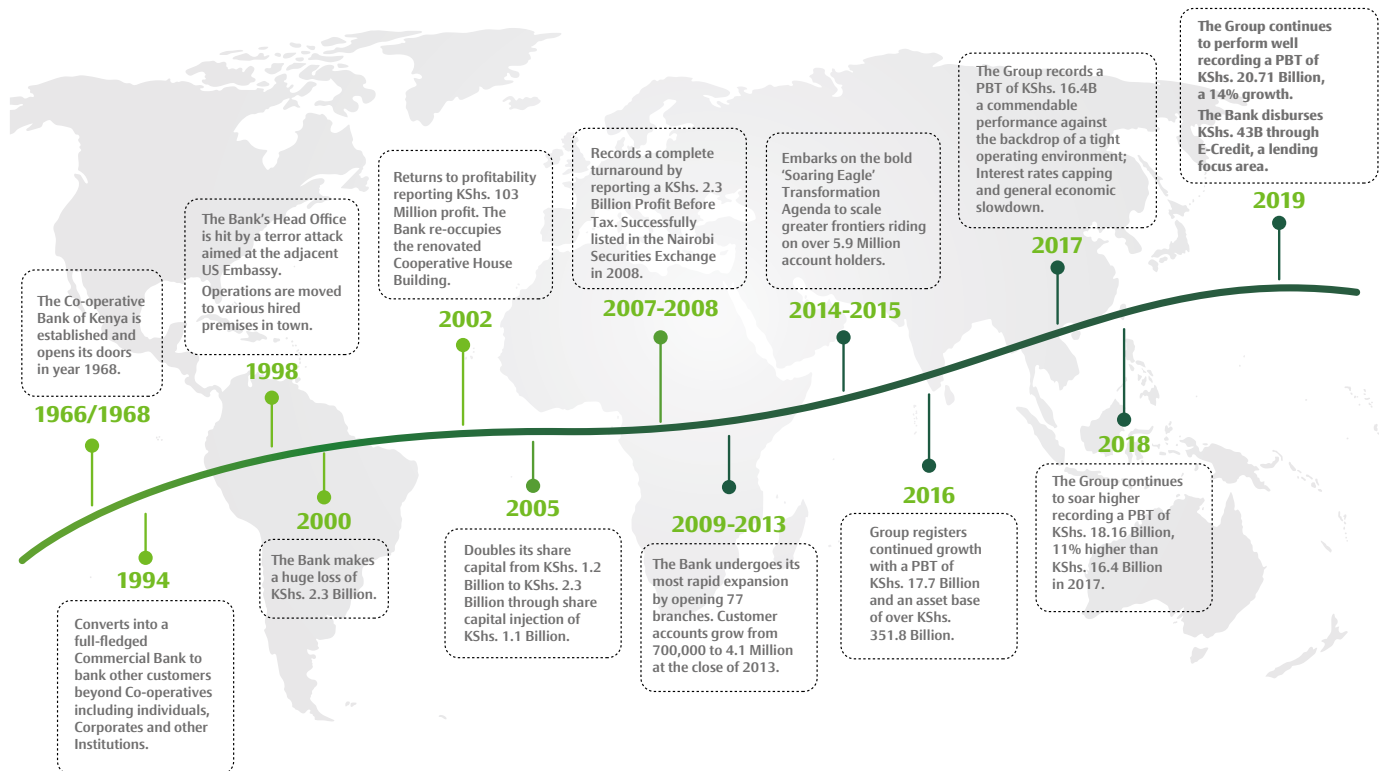 The Co-operative
Bank of Kenya is
established and
opens its doors
in year 1968.
1966/1968
1994
Converts into a
full-fledged
Commercial Bank to
bank other customers
beyond Co-operatives
including individuals,
Corporates and other
Institutions.
The Bank's Head Office
is hit by a terror attack
aimed at the adjacent
US Embassy.
Operations are moved
to various hired
premises in town.
1998
2000
The Bank makes
a huge loss of
KShs. 2.3 Billion.
Returns to profitability
reporting KShs. 103
Million profit. The
Bank re-occupies
the renovated
Cooperative House
Building.
2002
2005
Doubles its share
capital from KShs. 1.2
Billion to KShs. 2.3
Billion through share
capital injection of
KShs. 1.1 Billion.
Records a complete
turnaround by
reporting a KShs. 2.3
Billion Profit Before
Tax. Successfully
listed in the Nairobi
Securities Exchange
in 2008.
2007-2008
2009-2013
The Bank undergoes its
most rapid expansion
by opening 77
branches. Customer
accounts grow from
700,000 to 4.1 Million
at the close of 2013.
Embarks on the bold
'Soaring Eagle'
Transformation
Agenda to scale
greater frontiers riding
on over 5.9 Million
account holders.
2014-2015
2016
Group registers
continued growth
with a PBT of
KShs. 17.7 Billion
and an asset base
of over KShs.
351.8 Billion.
The Group records a
PBT of KShs. 16.4B
a commendable
performance against
the backdrop of a tight
operating environment;
Interest rates capping
and general economic
slowdown.
2017
2018
The Group continues
to soar higher
recording a PBT of
KShs. 18.16 Billion,
11% higher than
KShs. 16.4 Billion
in 2017.
The Group continues
to perform well
recording a PBT of
KShs. 20.71 Billion,
a 14% growth.
The Bank disburses
KShs. 43B through
E-Credit, a lending
focus area.
2019